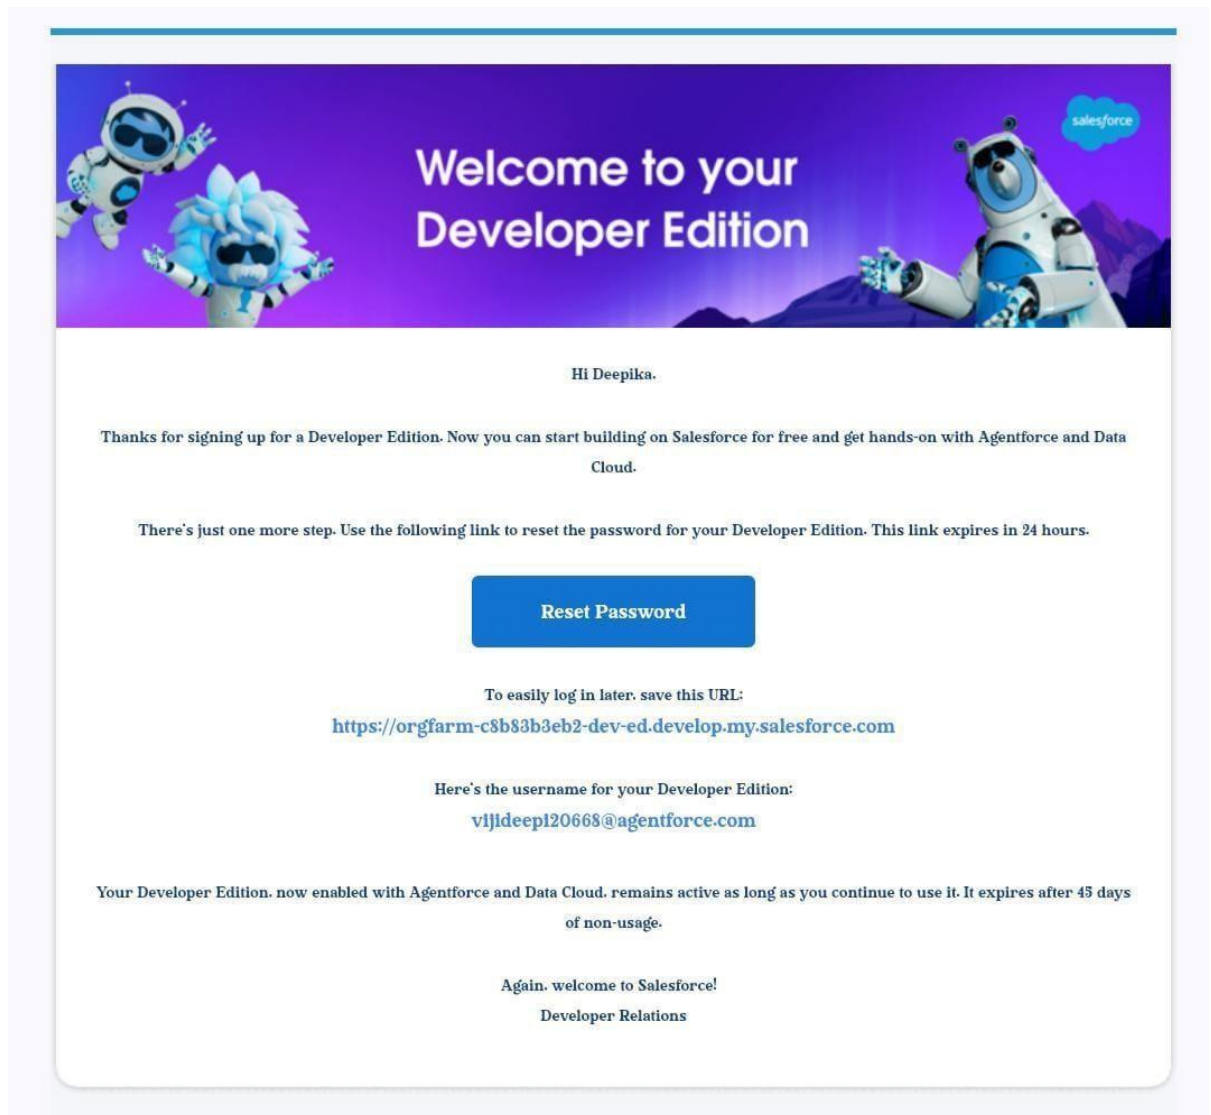 salesforce
Welcome to your
Developer Edition
Hi Deepika,
Thanks for signing up for a Developer Edition. Now you can start building on Salesforce for free and get hands-on with Agentforce and Data
Cloud.
There's just one more step. Use the following link to reset the password for your Developer Edition. This link expires in 24 hours.
Reset Password
To easily log in later, save this URL:
https://orgfarm-c8b83b3eb2-dev-ed.develop.my.salesforce.com
Here's the username for your Developer Edition:
vijideep120668@agentforce.com
Your Developer Edition, now enabled with Agentforce and Data Cloud, remains active as long as you continue to use it. It expires after 45 days
of non-usage.
Again, welcome to Salesforce!
Developer Relations